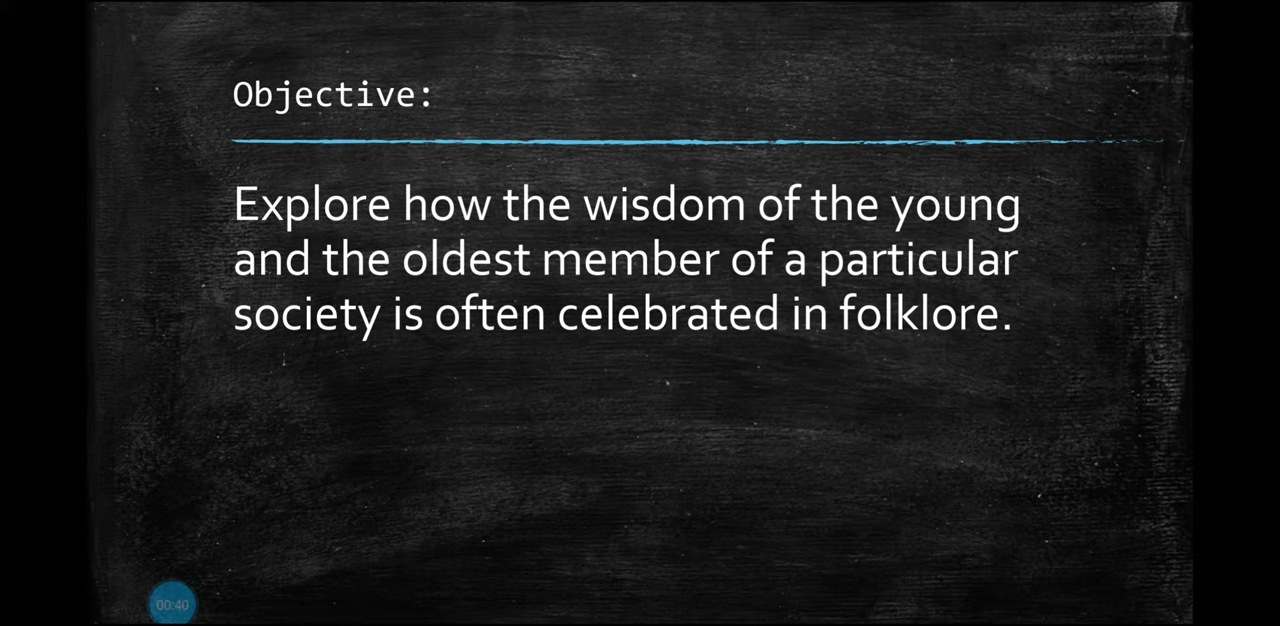 Objective:
Explore how the wisdom of the young
and the oldest member of a particular
society is often celebrated in folklore.
00:40